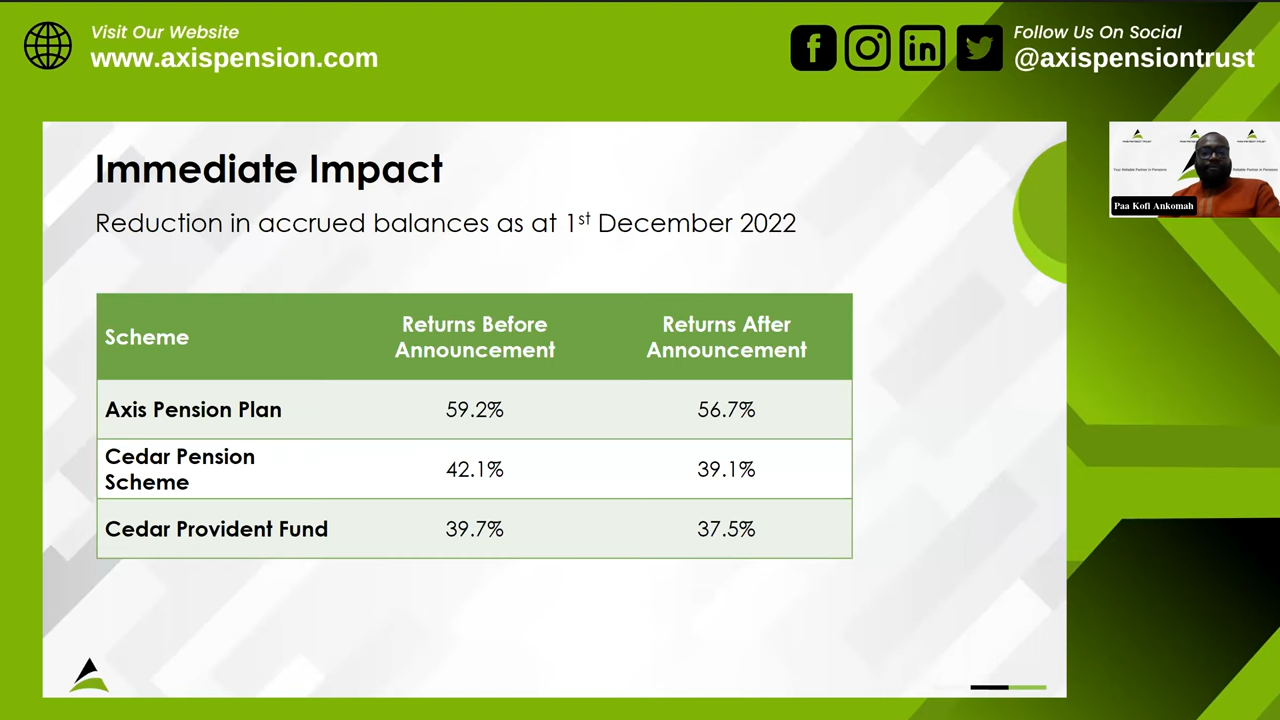 Visit Our Website
www.axispension.com
Follow Us On Social
@axispensiontrust
Immediate Impact
Reduction in accrued balances as at 1st December 2022
Scheme
Returns Before
Announcement
Returns After
Announcement
Axis Pension Plan
59.2%
56.7%
Cedar Pension
Scheme
42.1%
39.1%
Cedar Provident Fund
39.7%
37.5%
Paa Kofi Ankomah